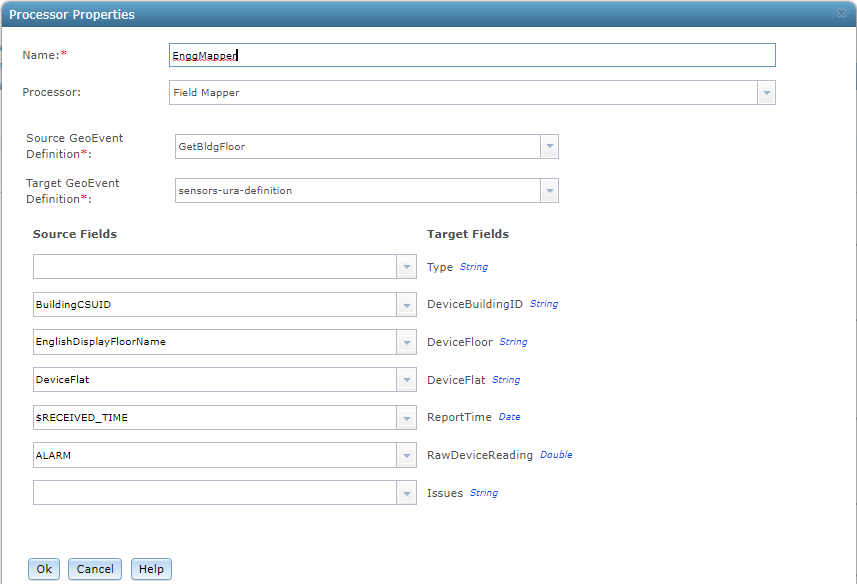 Processor Properties
Name:* EnggMapper
Processor: Field Mapper
Source GeoEvent
Definition*: GetBldgFloor
Target GeoEvent
Definition*: sensors-ura-definition
Source Fields Target Fields
Type String
BuildingCSUID DeviceBuildingID String
EnglishDisplayFloorName DeviceFloor String
DeviceFlat DeviceFlat String
$RECEIVED_TIME ReportTime Date
ALARM RawDeviceReading Double
Issues String
Ok Cancel Help